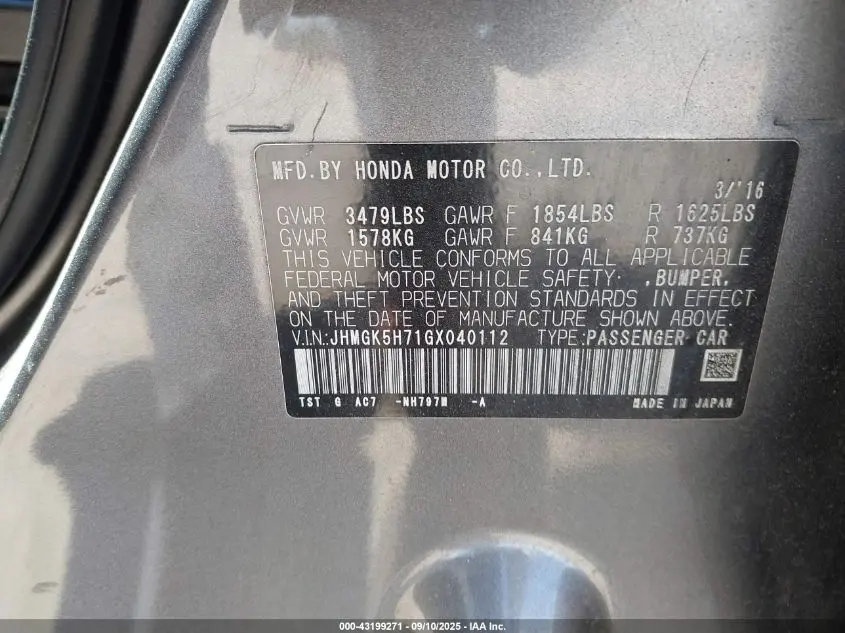 MFD.BY HONDA MOTOR CO.,LTD.
3/'16
GVWR 3479LBS GAWR F 1854LBS R 1625LBS
GVWR 1578KG GAWR F 841KG R 737KG
THIS VEHICLE CONFORMS TO ALL APPLICABLE
FEDERAL MOTOR VEHICLE SAFETY, ,BUMPER,
AND THEFT PREVENTION STANDARDS IN EFFECT
ON THE DATE OF MANUFACTURE SHOWN ABOVE.
V.I.N.:JHMGK5H71GX040112 TYPE:PASSENGER CAR
TST G AC7 -NH797M -A MADE IN JAPAN
000-43199271 - 09/10/2025 - IAA Inc.